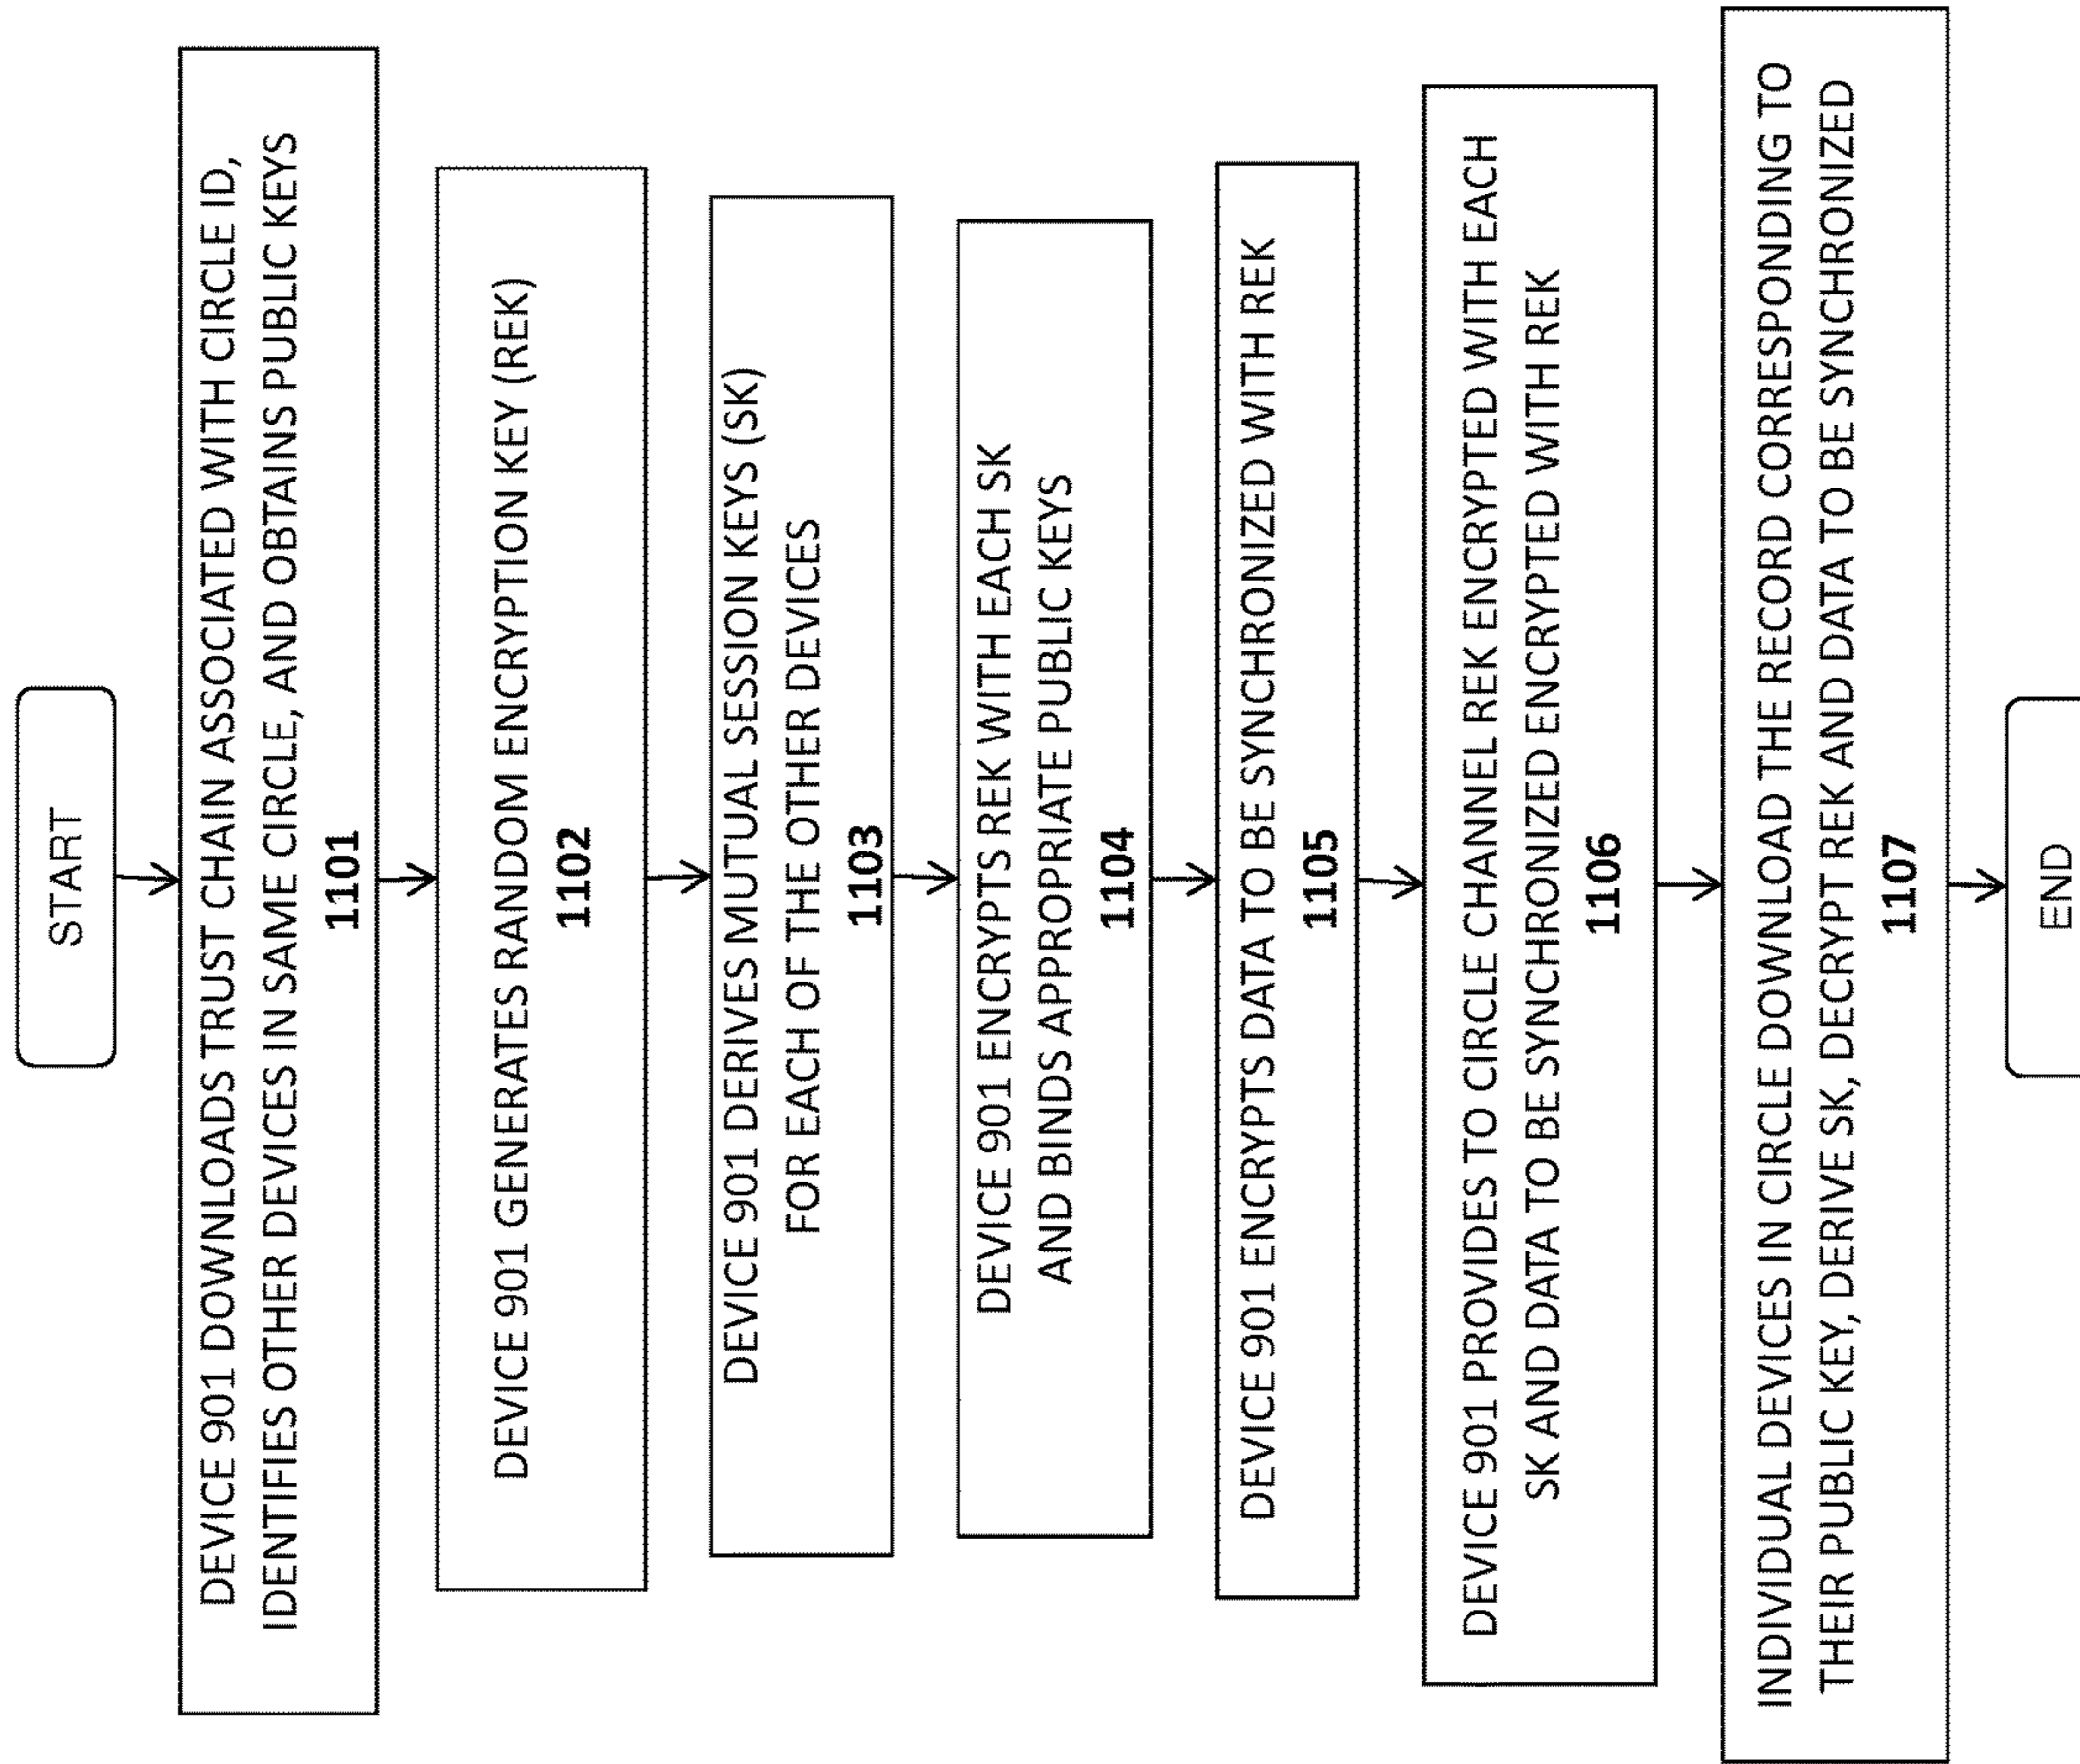 START
DEVICE 901 DOWNLOADS TRUST CHAIN ASSOCIATED WITH CIRCLE ID,
IDENTIFIES OTHER DEVICES IN SAME CIRCLE, AND OBTAINS PUBLIC KEYS
1101
DEVICE 901 GENERATES RANDOM ENCRYPTION KEY (REK)
1102
DEVICE 901 DERIVES MUTUAL SESSION KEYS (SK)
FOR EACH OF THE OTHER DEVICES
1103
DEVICE 901 ENCRYPTS REK WITH EACH SK
AND BINDS APPROPRIATE PUBLIC KEYS
1104
DEVICE 901 ENCRYPTS DATA TO BE SYNCHRONIZED WITH REK
1105
DEVICE 901 PROVIDES TO CIRCLE CHANNEL REK ENCRYPTED WITH EACH
SK AND DATA TO BE SYNCHRONIZED ENCRYPTED WITH REK
1106
INDIVIDUAL DEVICES IN CIRCLE DOWNLOAD THE RECORD CORRESPONDING TO
THEIR PUBLIC KEY, DERIVE SK, DECRYPT REK AND DATA TO BE SYNCHRONIZED
1107
END